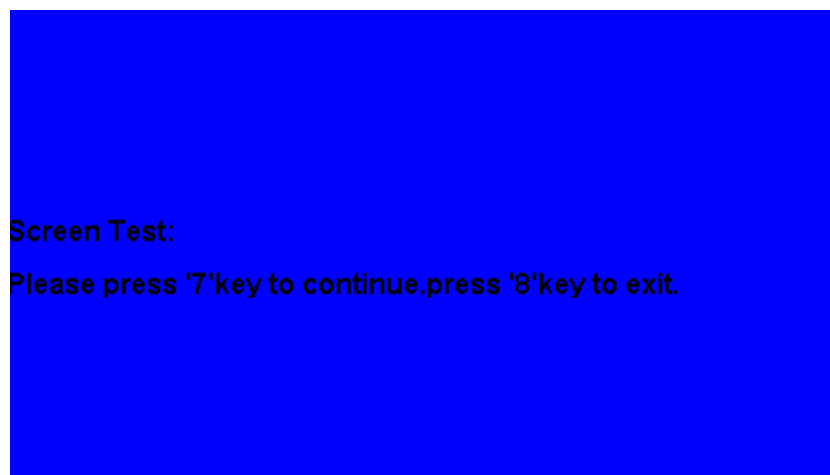 Screen Test:
Please press '7'key to continue.press '8'key to exit.